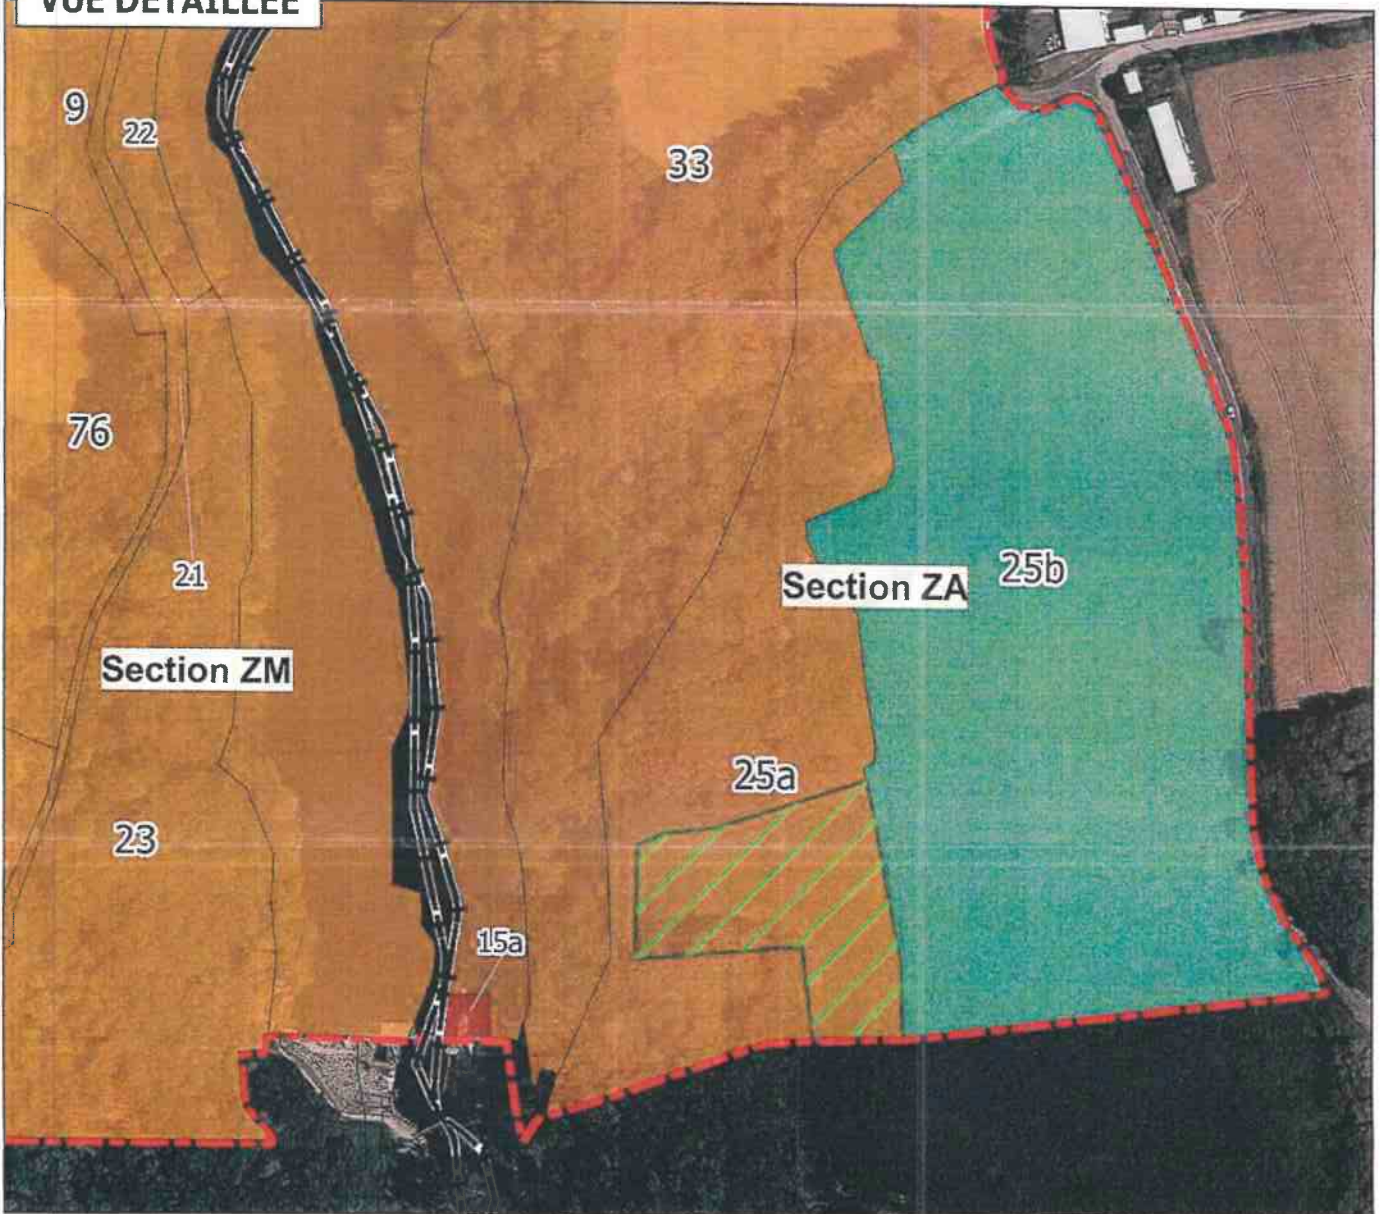 VUE DÉTAILLÉE
9
22
33
76
21
Section ZA
25b
Section ZM
25a
23
15a